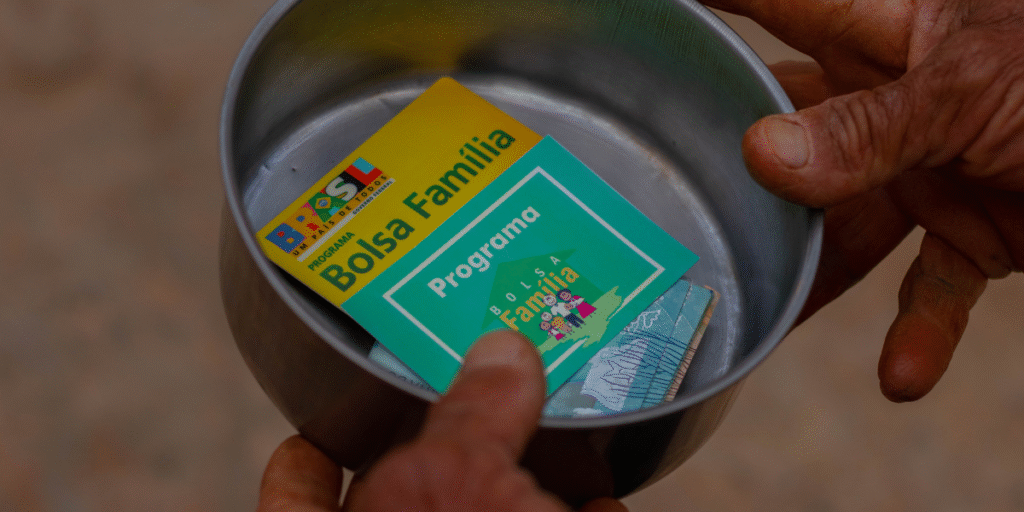 BRASIL
UM PAÍS DE TODOS
GOVERNO FEDERAL
PROGRAMA
Bolsa Família
Programa
BOLSA
Família